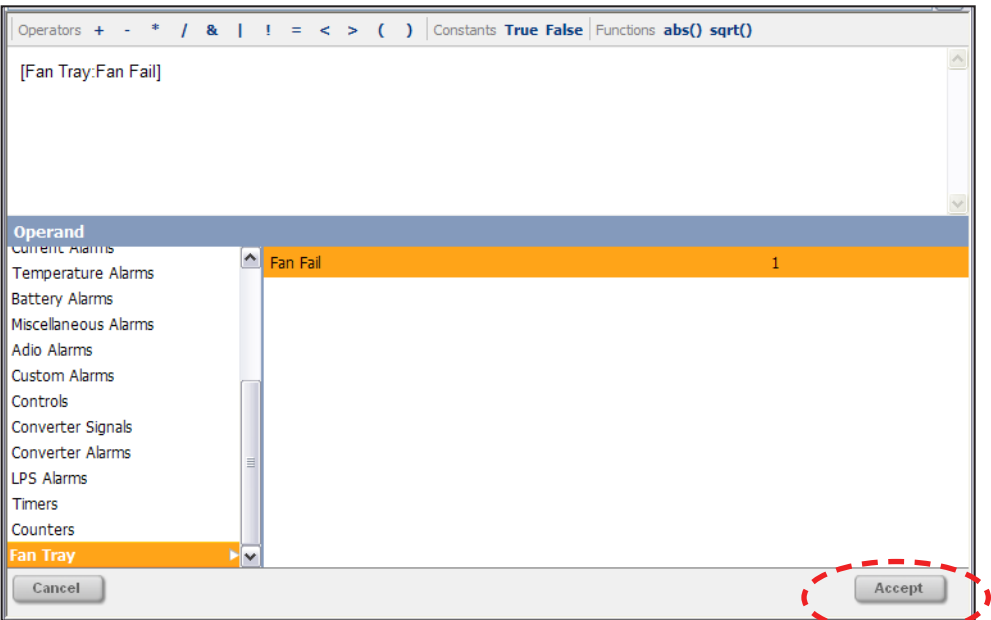 Operators + - * / & | ! = < > ( ) Constants True False Functions abs() sqrt()
[Fan Tray:Fan Fail]
Operand
Current Alarms
Temperature Alarms
Battery Alarms
Miscellaneous Alarms
Adio Alarms
Custom Alarms
Controls
Converter Signals
Converter Alarms
LPS Alarms
Timers
Counters
Fan Tray
Fan Fail 1
Cancel Accept